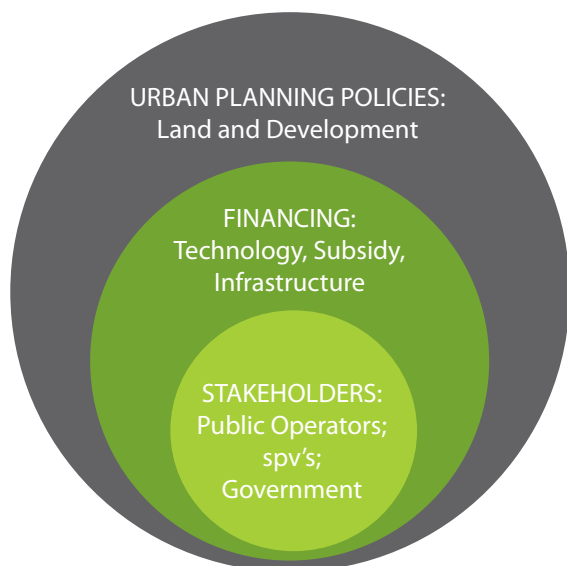 URBAN PLANNING POLICIES:
Land and Development
FINANCING:
Technology, Subsidy,
Infrastructure
STAKEHOLDERS:
Public Operators;
spv’s;
Government